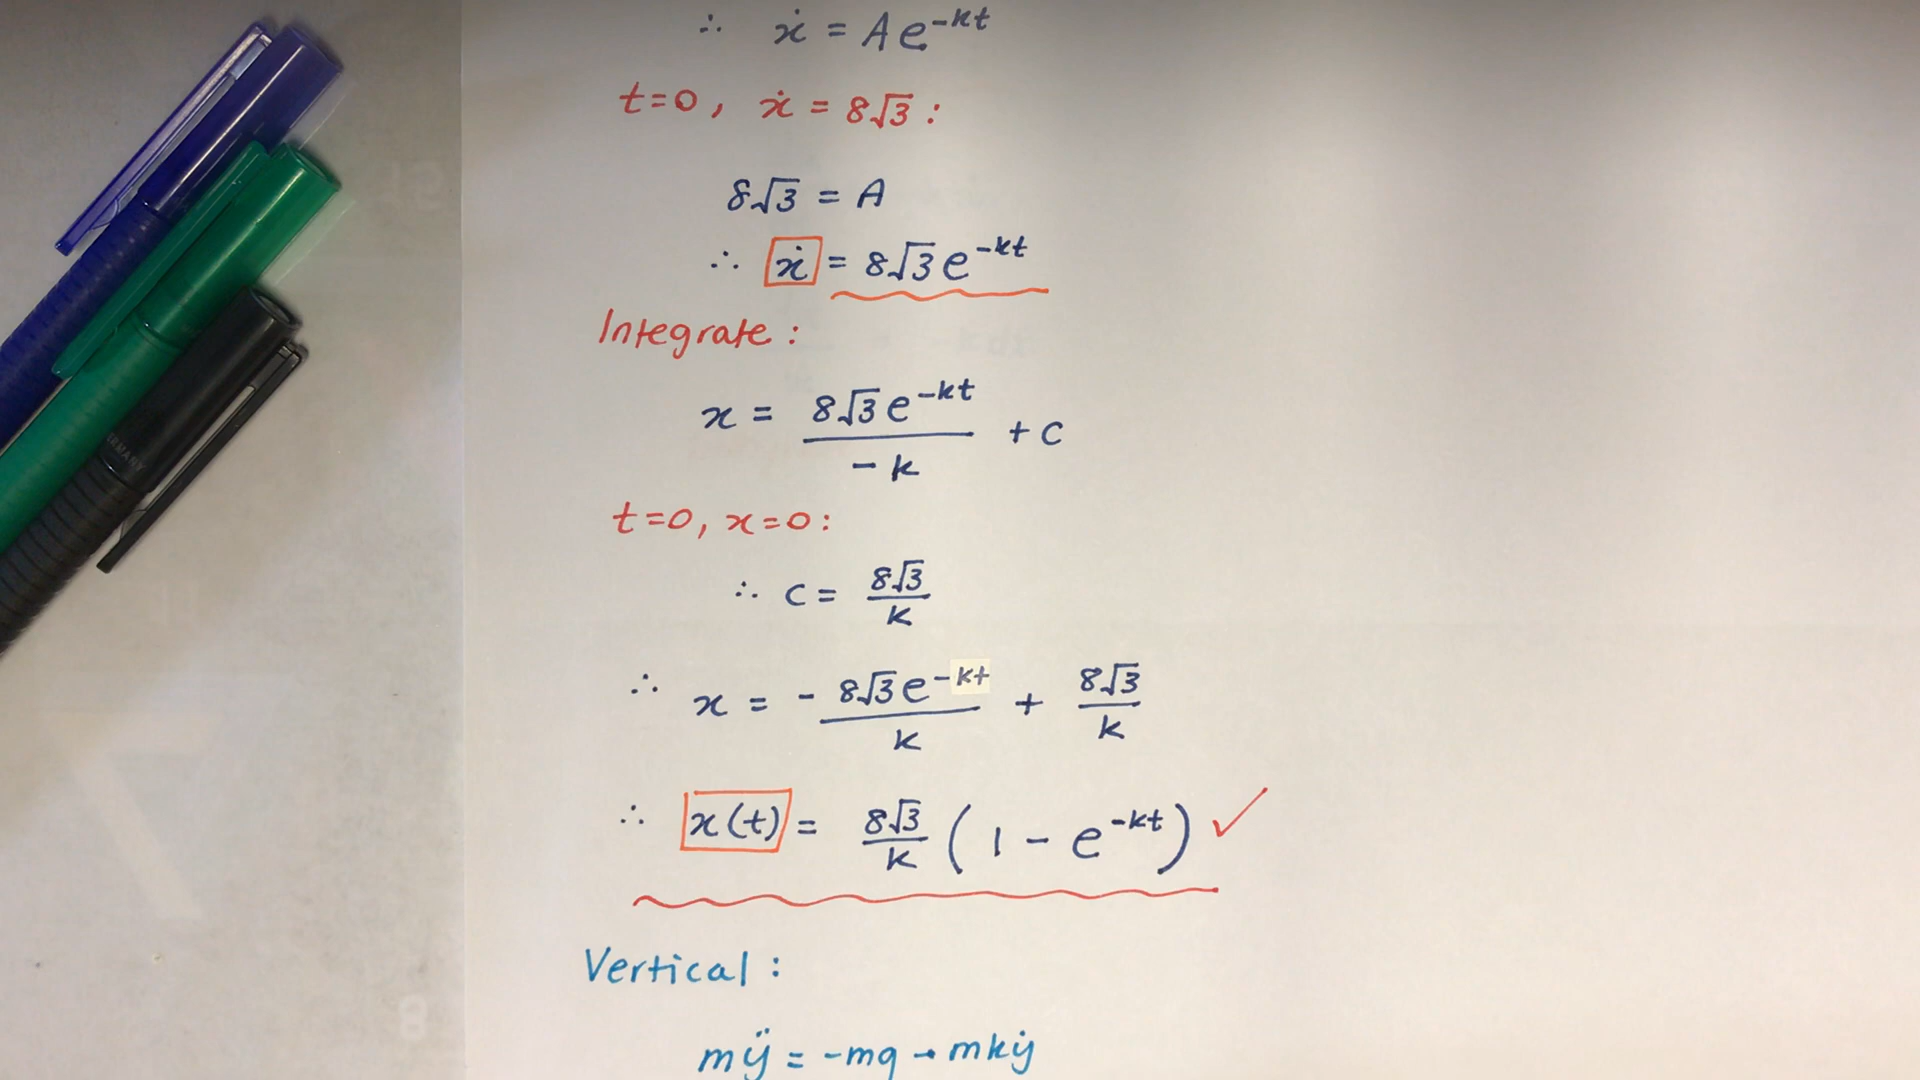 ∴ ẋ = Ae^{-kt}
t=0, ẋ = 8√3 :
8√3 = A
∴ ẋ = 8√3 e^{-kt}
Integrate :
x = 8√3 e^{-kt} / -k + c
t=0, x=0 :
∴ c = 8√3 / k
∴ x = - 8√3 e^{-kt} / k + 8√3 / k
∴ x(t) = 8√3 / k ( 1 - e^{-kt} ) ✓
Vertical :
mÿ = -mg - mkẏ